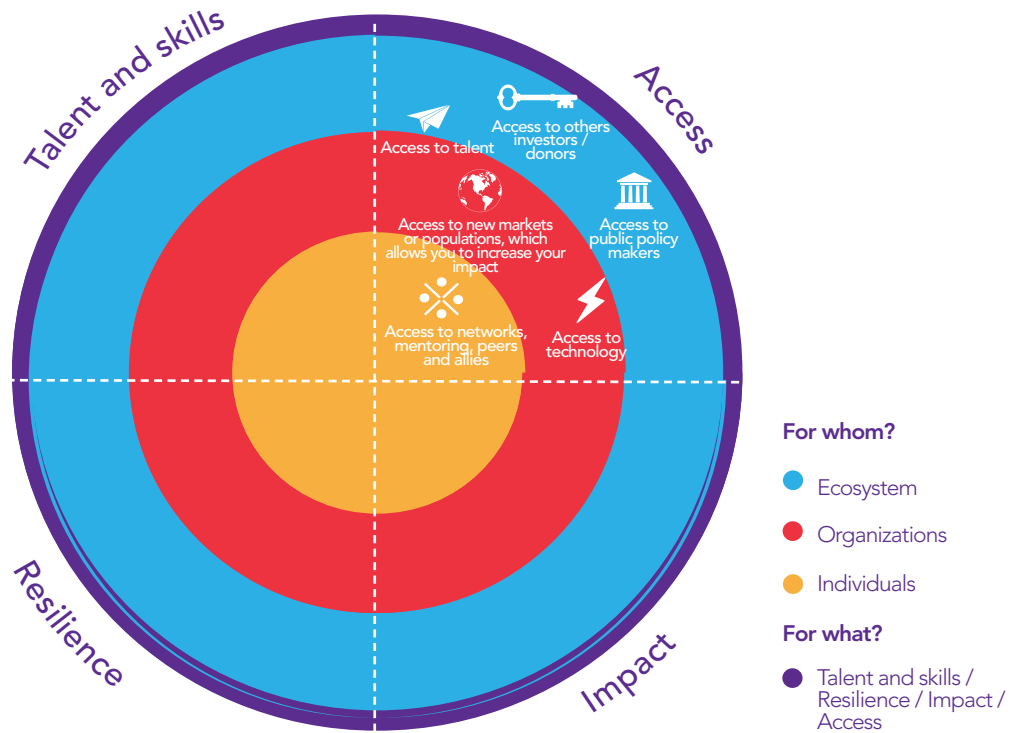 Talent and skills
Access
Access to others
investors /
donors
Access to talent
Access to new markets
or populations, which
allows you to increase your
impact
Access to
public policy
makers
Access to networks,
mentoring, peers
and allies
Access to
technology
Resilience
Impact
For whom?
Ecosystem
Organizations
Individuals
For what?
Talent and skills /
Resilience / Impact /
Access